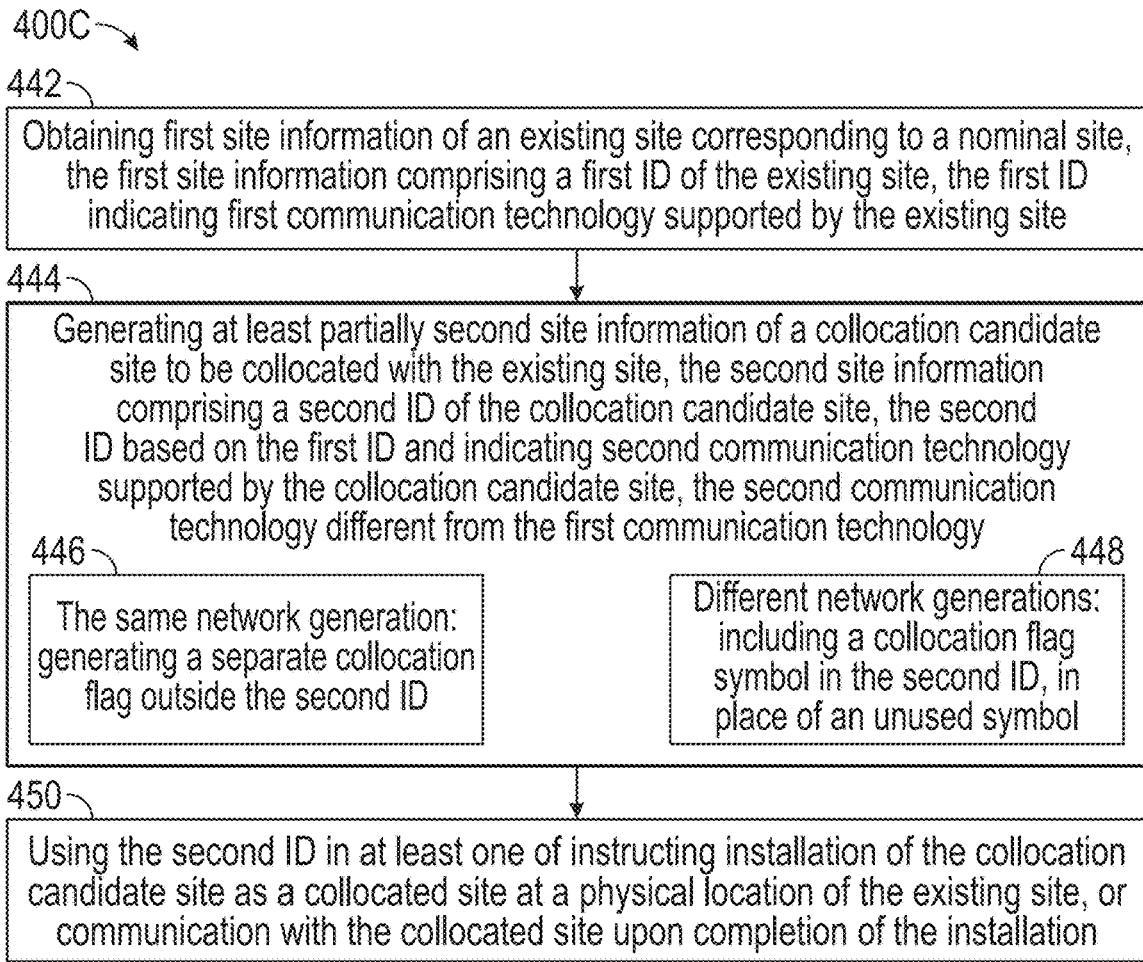 400C
442
Obtaining first site information of an existing site corresponding to a nominal site,
the first site information comprising a first ID of the existing site, the first ID
indicating first communication technology supported by the existing site
444
Generating at least partially second site information of a collocation candidate
site to be collocated with the existing site, the second site information
comprising a second ID of the collocation candidate site, the second
ID based on the first ID and indicating second communication technology
supported by the collocation candidate site, the second communication
technology different from the first communication technology
446
The same network generation:
generating a separate collocation
flag outside the second ID
448
Different network generations:
including a collocation flag
symbol in the second ID, in
place of an unused symbol
450
Using the second ID in at least one of instructing installation of the collocation
candidate site as a collocated site at a physical location of the existing site, or
communication with the collocated site upon completion of the installation